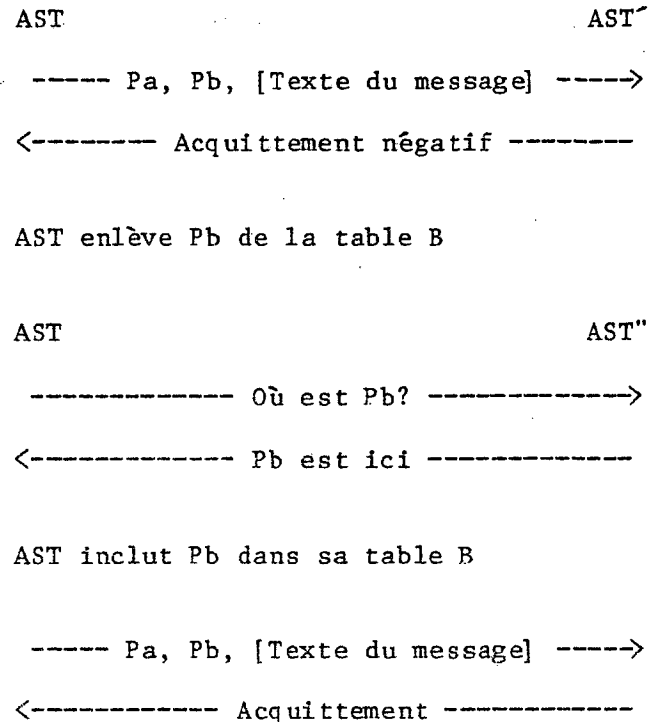 AST AST´
----- Pa, Pb, [Texte du message] ----->
<-------- Acquittement négatif --------
AST enlève Pb de la table B
AST AST"
------------- Où est Pb? ------------->
<------------- Pb est ici -------------
AST inclut Pb dans sa table B
----- Pa, Pb, [Texte du message] ----->
<------------ Acquittement ------------